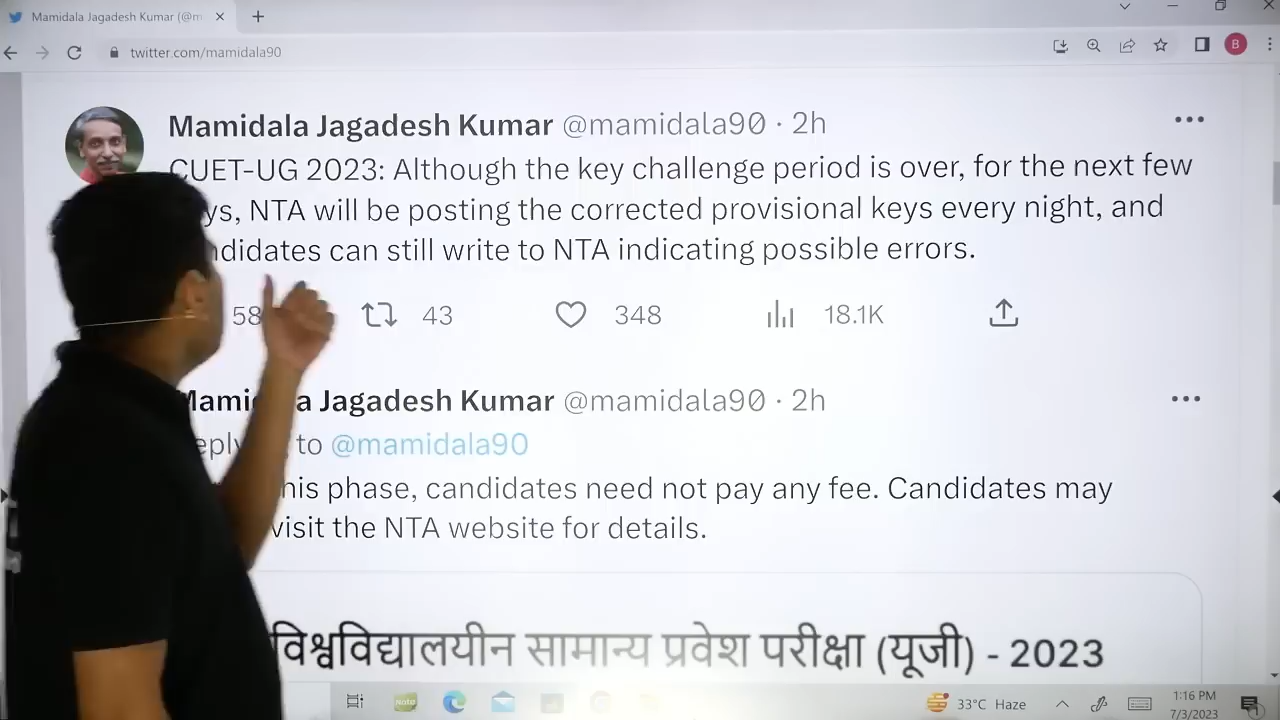 Mamidala Jagadesh Kumar (@m
twitter.com/mamidala90
B
Mamidala Jagadesh Kumar @mamidala90 · 2h
CUET-UG 2023: Although the key challenge period is over, for the next few
ys, NTA will be posting the corrected provisional keys every night, and
ndidates can still write to NTA indicating possible errors.
58 43 348 18.1K
Mami a Jagadesh Kumar @mamidala90 · 2h
eply to @mamidala90
his phase, candidates need not pay any fee. Candidates may
visit the NTA website for details.
विश्वविद्यालयीन सामान्य प्रवेश परीक्षा (यूजी) - 2023
33°C Haze
1:16 PM
7/3/2023